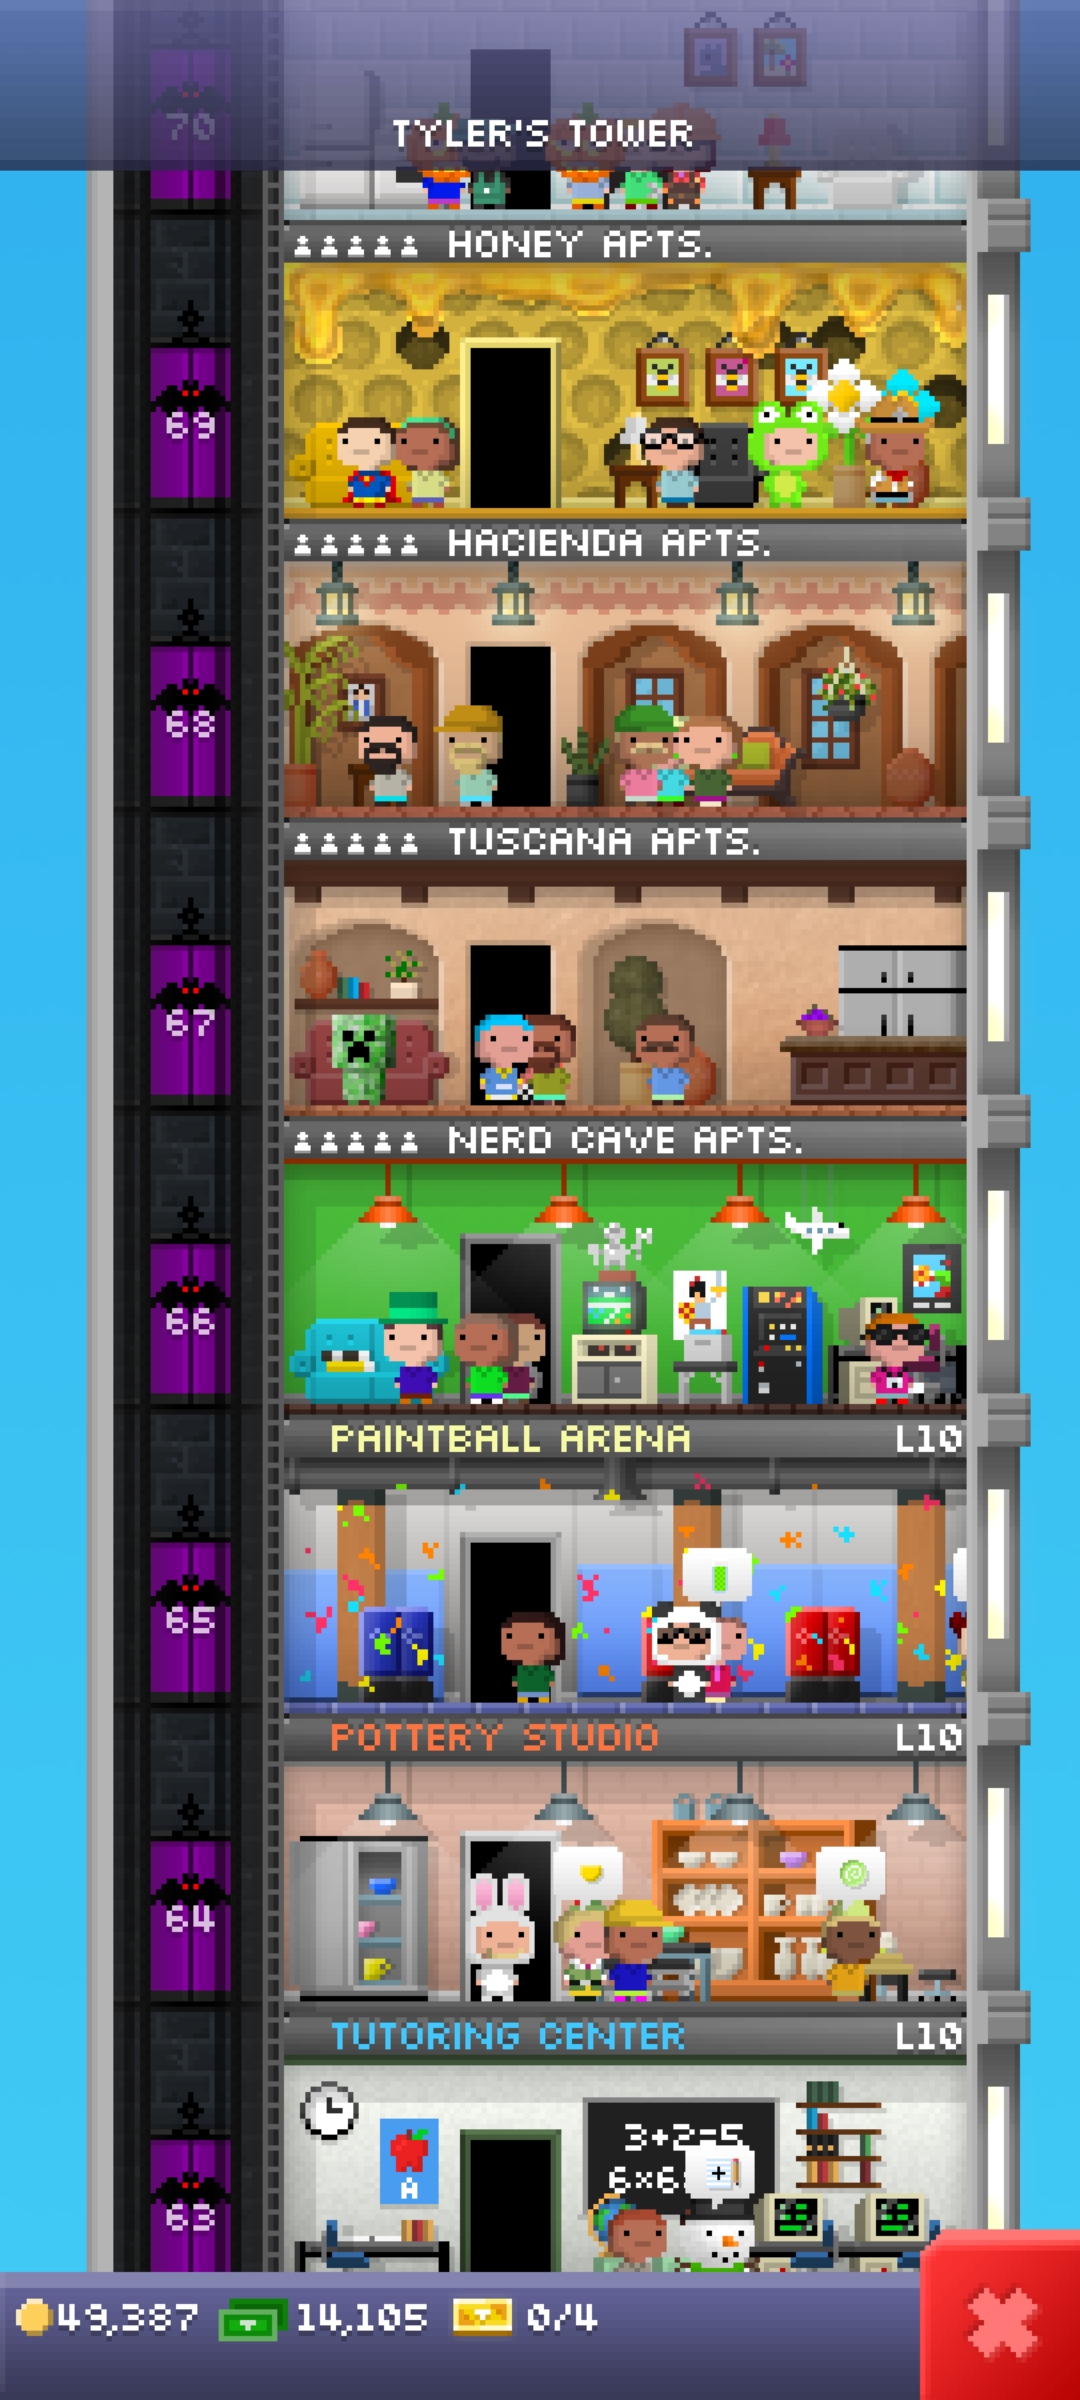 70
TYLER'S TOWER
HONEY APTS.
69
HACIENDA APTS.
68
TUSCANA APTS.
67
NERD CAVE APTS.
66
PAINTBALL ARENA L10
65
POTTERY STUDIO L10
64
TUTORING CENTER L10
3+2=5
6x6
A
63
49,387 14,105 0/4